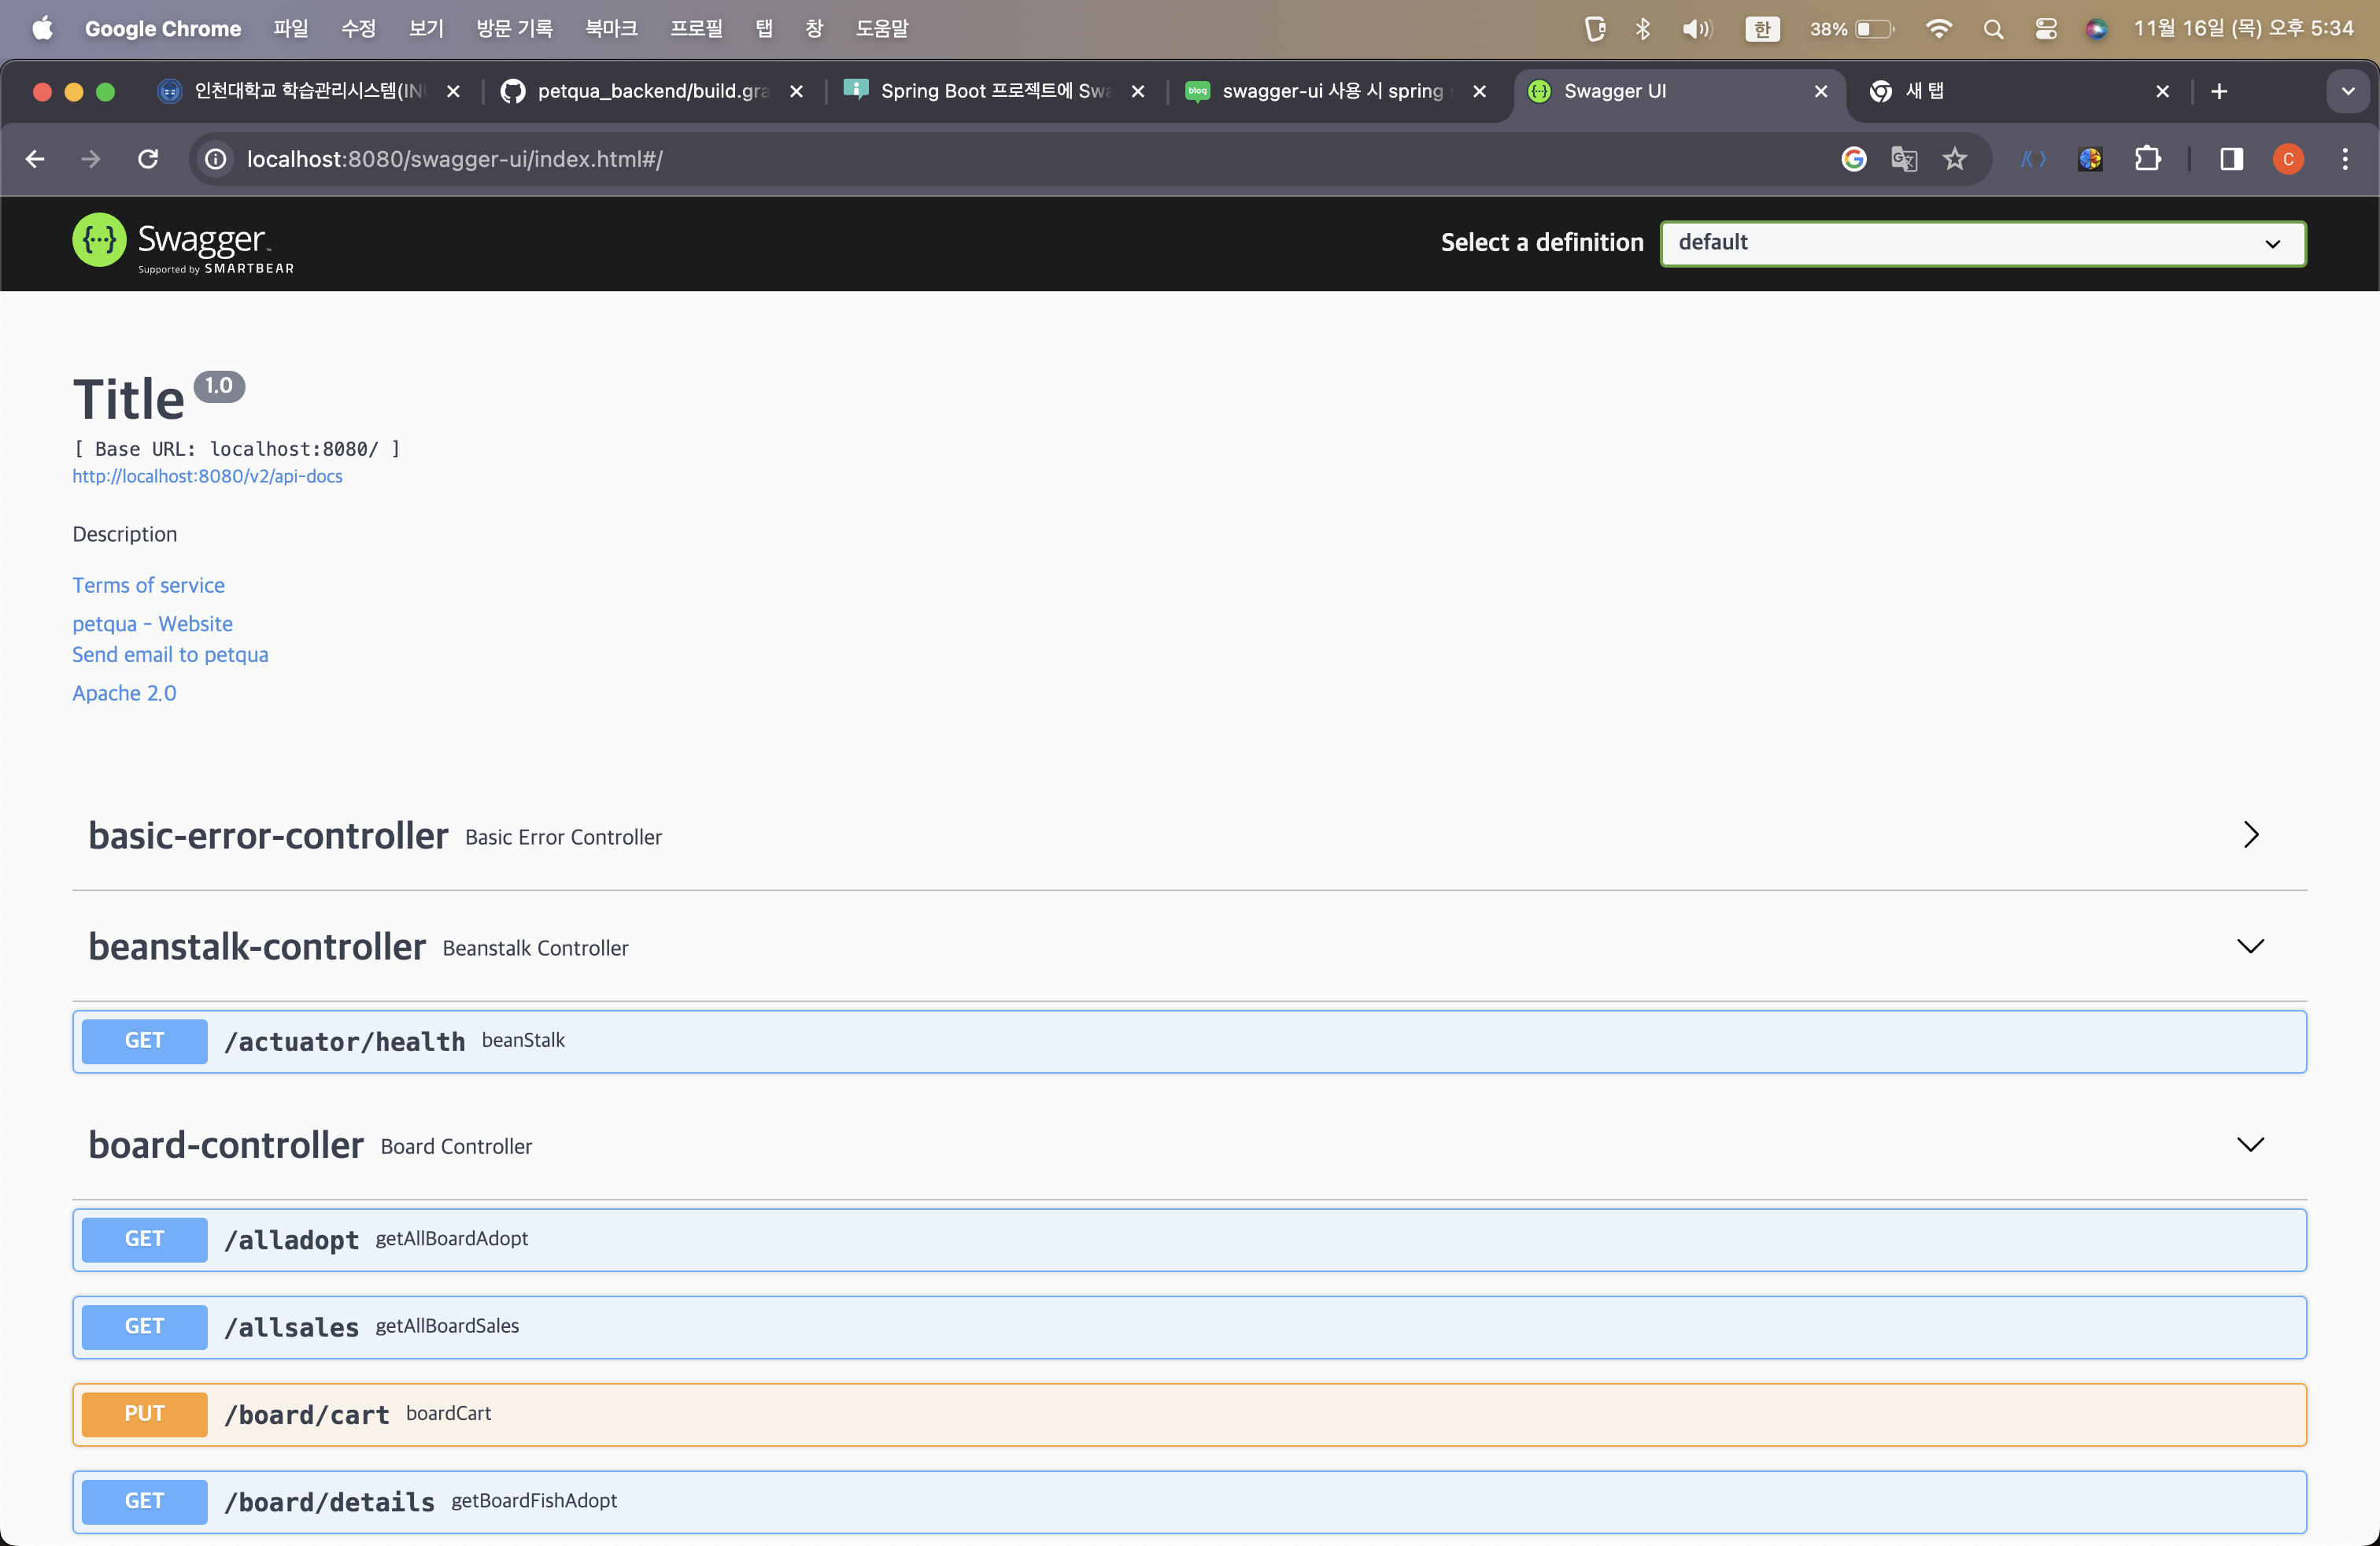 Google Chrome 파일 수정 보기 방문 기록 북마크 프로필 탭 창 도움말 한 38% 11월 16일 (목) 오후 5:34
인천대학교 학습관리시스템(IN petqua_backend/build.gra Spring Boot 프로젝트에 Swa blog swagger-ui 사용 시 spring Swagger UI 새 탭
localhost:8080/swagger-ui/index.html#/ C
Swagger
Supported by SMARTBEAR
Select a definition default
Title 1.0
[ Base URL: localhost:8080/ ]
http://localhost:8080/v2/api-docs
Description
Terms of service
petqua - Website
Send email to petqua
Apache 2.0
basic-error-controller Basic Error Controller
beanstalk-controller Beanstalk Controller
GET /actuator/health beanStalk
board-controller Board Controller
GET /alladopt getAllBoardAdopt
GET /allsales getAllBoardSales
PUT /board/cart boardCart
GET /board/details getBoardFishAdopt